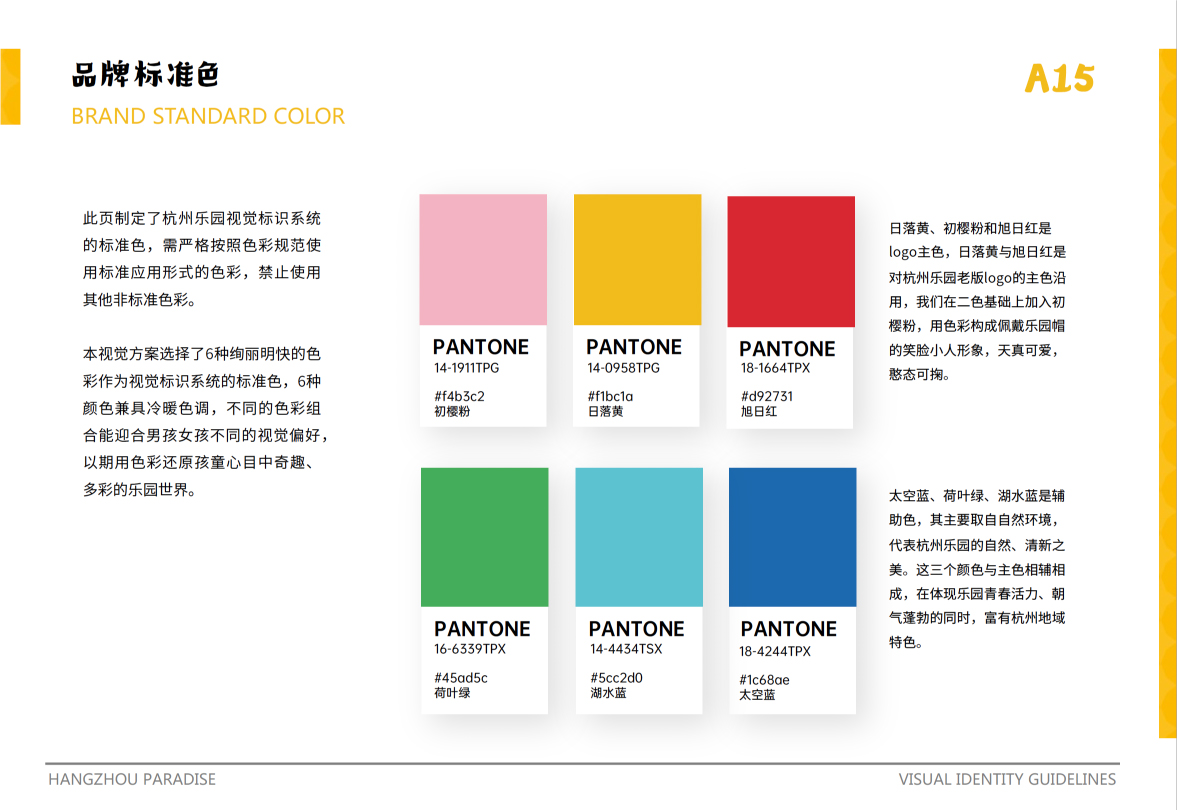 品牌标准色
BRAND STANDARD COLOR
A15
此页制定了杭州乐园视觉标识系统
的标准色，需严格按照色彩规范使
用标准应用形式的色彩，禁止使用
其他非标准色彩。
本视觉方案选择了6种绚丽明快的色
彩作为视觉标识系统的标准色，6种
颜色兼具冷暖色调，不同的色彩组
合能迎合男孩女孩不同的视觉偏好，
以期用色彩还原孩童心目中奇趣、
多彩的乐园世界。
PANTONE
14-1911TPG
#f4b3c2
初樱粉
PANTONE
14-0958TPG
#f1bc1a
日落黄
PANTONE
18-1664TPX
#d92731
旭日红
日落黄、初樱粉和旭日红是
logo主色，日落黄与旭日红是
对杭州乐园老版logo的主色沿
用，我们在二色基础上加入初
樱粉，用色彩构成佩戴乐园帽
的笑脸小人形象，天真可爱，
憨态可掬。
PANTONE
16-6339TPX
#45ad5c
荷叶绿
PANTONE
14-4434TSX
#5cc2d0
湖水蓝
PANTONE
18-4244TPX
#1c68ae
太空蓝
太空蓝、荷叶绿、湖水蓝是辅
助色，其主要取自自然环境，
代表杭州乐园的自然、清新之
美。这三个颜色与主色相辅相
成，在体现乐园青春活力、朝
气蓬勃的同时，富有杭州地域
特色。
HANGZHOU PARADISE
VISUAL IDENTITY GUIDELINES